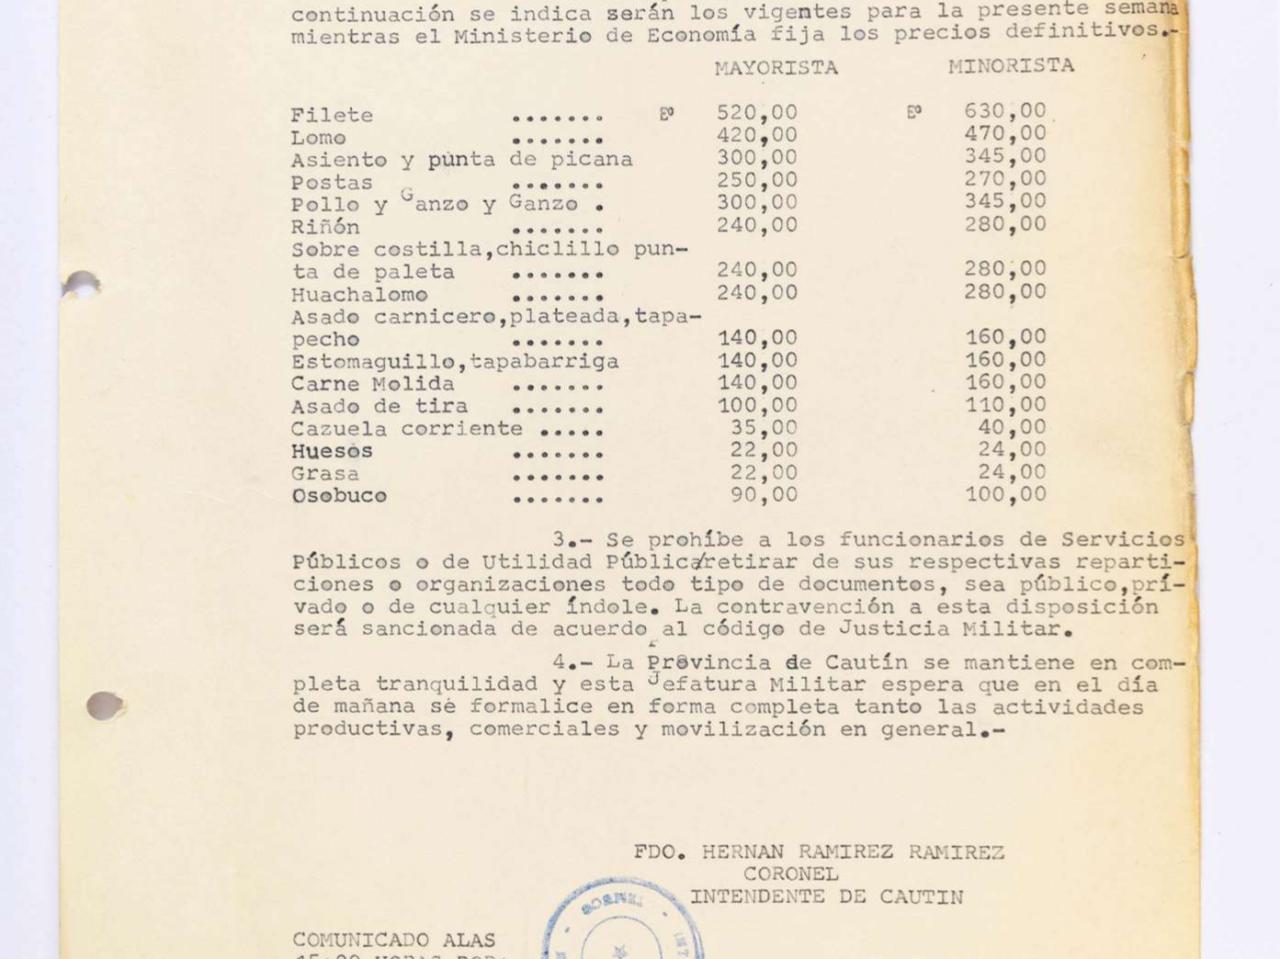 continuación se indica serán los vigentes para la presente semana
mientras el Ministerio de Economía fija los precios definitivos.-
MAYORISTA MINORISTA
Filete ....... Eº 520,00 Eº 630,00
Lomo ....... 420,00 470,00
Asiento y punta de picana 300,00 345,00
Postas ....... 250,00 270,00
Pollo y Ganzo y Ganzo . 300,00 345,00
Riñón ....... 240,00 280,00
Sobre costilla,chiclillo pun-
ta de paleta ....... 240,00 280,00
Huachalomo ....... 240,00 280,00
Asado carnicero,plateada,tapa-
pecho ....... 140,00 160,00
Estomaguillo,tapabarriga 140,00 160,00
Carne Molida ....... 140,00 160,00
Asado de tira ....... 100,00 110,00
Cazuela corriente ..... 35,00 40,00
Huesos ....... 22,00 24,00
Grasa ....... 22,00 24,00
Osobuco ....... 90,00 100,00
3.- Se prohíbe a los funcionarios de Servicios
Públicos o de Utilidad Pública/retirar de sus respectivas reparti-
ciones o organizaciones todo tipo de documentos, sea público,prí-
vado o de cualquier índole. La contravención a esta disposición
será sancionada de acuerdo al código de Justicia Militar.
4.- La Provincia de Cautín se mantiene en com-
pleta tranquilidad y esta Jefatura Militar espera que en el día
de mañana se formalice en forma completa tanto las actividades
productivas, comerciales y movilización en general.-
FDO. HERNAN RAMIREZ RAMIREZ
CORONEL
INTENDENTE DE CAUTIN
COMUNICADO ALAS